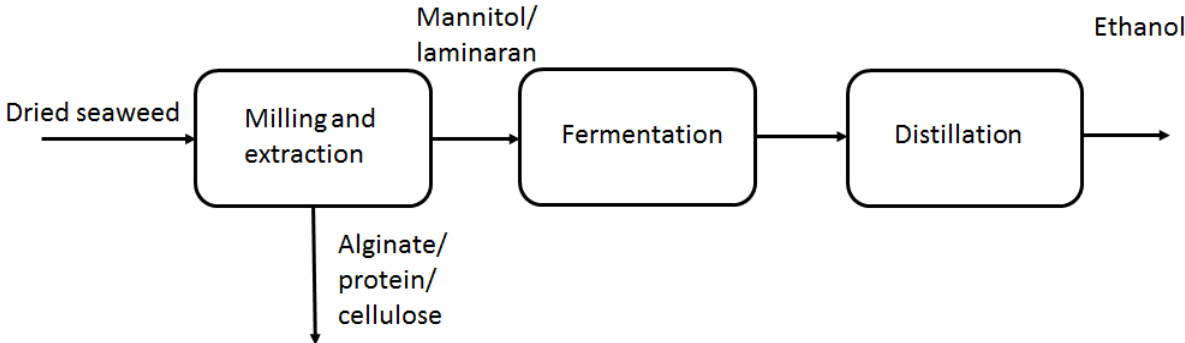 Mannitol/
laminaran
Ethanol
Dried seaweed
Milling and
extraction
Fermentation
Distillation
Alginate/
protein/
cellulose